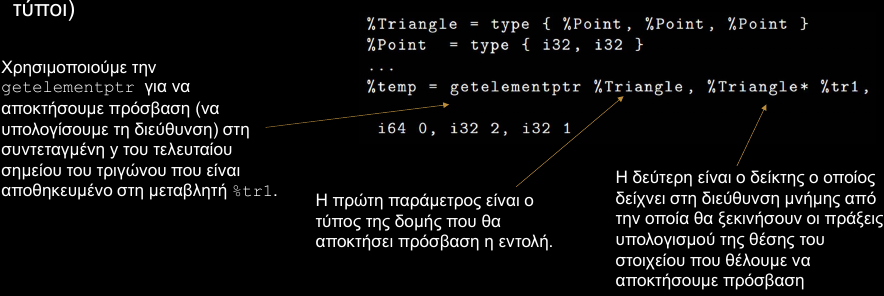 τύποι)
%Triangle = type { %Point, %Point, %Point }
%Point = type { i32, i32 }
...
%temp = getelementptr %Triangle, %Triangle* %tr1,
i64 0, i32 2, i32 1
Χρησιμοποιούμε την
getelementptr για να
αποκτήσουμε πρόσβαση (να
υπολογίσουμε τη διεύθυνση) στη
συντεταγμένη y του τελευταίου
σημείου του τριγώνου που είναι
αποθηκευμένο στη μεταβλητή %tr1.
Η πρώτη παράμετρος είναι ο
τύπος της δομής που θα
αποκτήσει πρόσβαση η εντολή.
Η δεύτερη είναι ο δείκτης ο οποίος
δείχνει στη διεύθυνση μνήμης από
την οποία θα ξεκινήσουν οι πράξεις
υπολογισμού της θέσης του
στοιχείου που θέλουμε να
αποκτήσουμε πρόσβαση